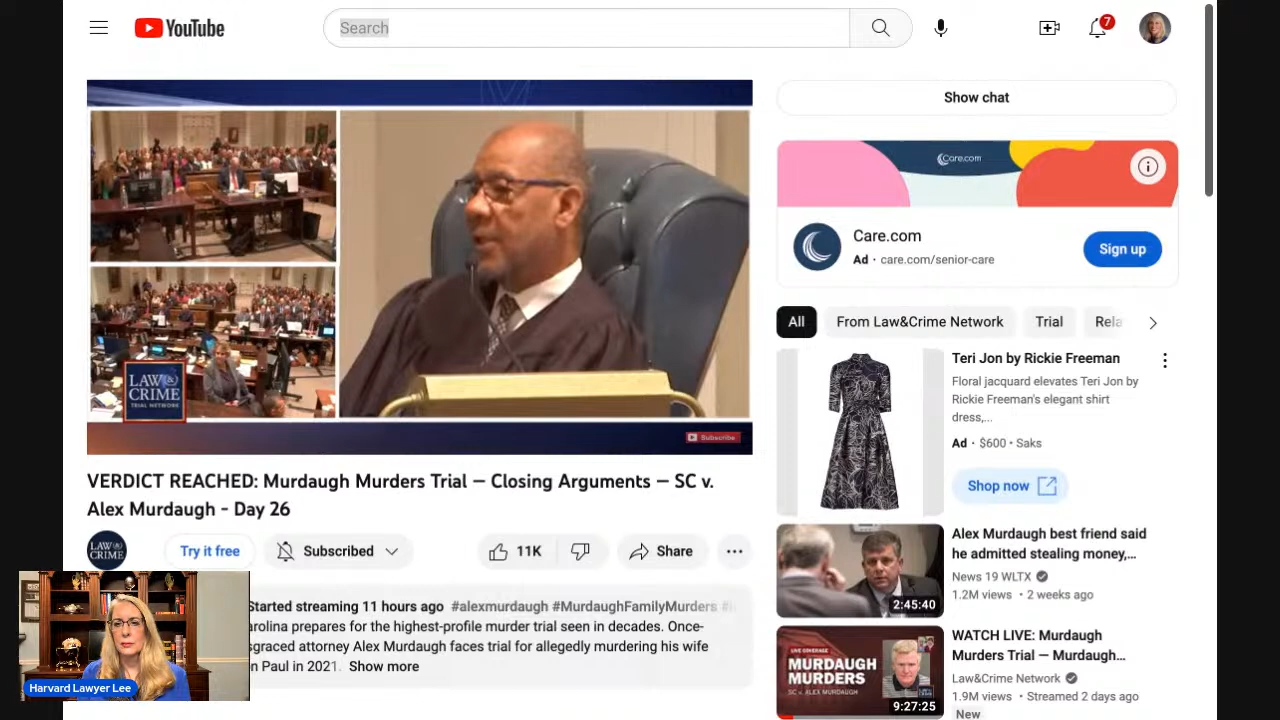 YouTube
Search
7
Show chat
Care.com
Care.com
Ad · care.com/senior-care
Sign up
All
From Law&Crime Network
Trial
Rela
LAW&
CRIME
TRIAL NETWORK
Subscribe
VERDICT REACHED: Murdaugh Murders Trial — Closing Arguments — SC v.
Alex Murdaugh - Day 26
LAW&
CRIME
Try it free
Subscribed
11K
Share
Started streaming 11 hours ago #alexmurdaugh #MurdaughFamilyMurders
arolina prepares for the highest-profile murder trial seen in decades. Once-
sgraced attorney Alex Murdaugh faces trial for allegedly murdering his wife
n Paul in 2021. Show more
Harvard Lawyer Lee
Teri Jon by Rickie Freeman
Floral jacquard elevates Teri Jon by
Rickie Freeman's elegant shirt
dress,...
Ad · $600 · Saks
Shop now
Alex Murdaugh best friend said
he admitted stealing money,...
News 19 WLTX
1.2M views · 2 weeks ago
2:45:40
WATCH LIVE: Murdaugh
Murders Trial — Murdaugh...
Law&Crime Network
1.9M views · Streamed 2 days ago
New
LIVE COVERAGE
MURDAUGH
MURDERS
SC v. ALEX MURDAUGH
9:27:25